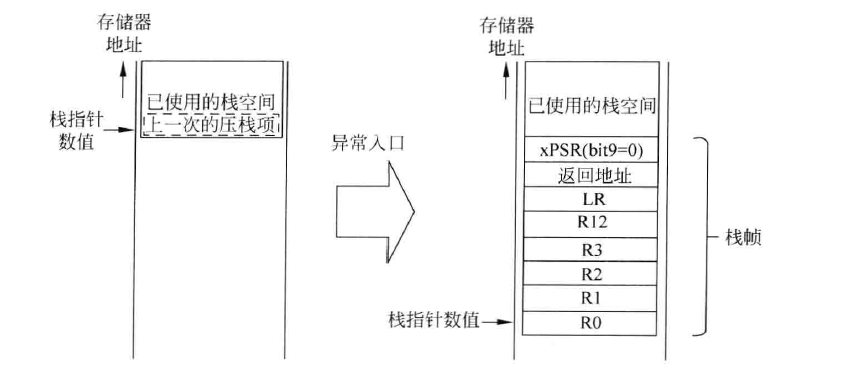 存储器
地址
已使用的栈空间
上一次的压栈项
栈指针
数值
异常入口
存储器
地址
已使用的栈空间
xPSR(bit9=0)
返回地址
LR
R12
R3
R2
R1
R0
栈指针数值
栈帧